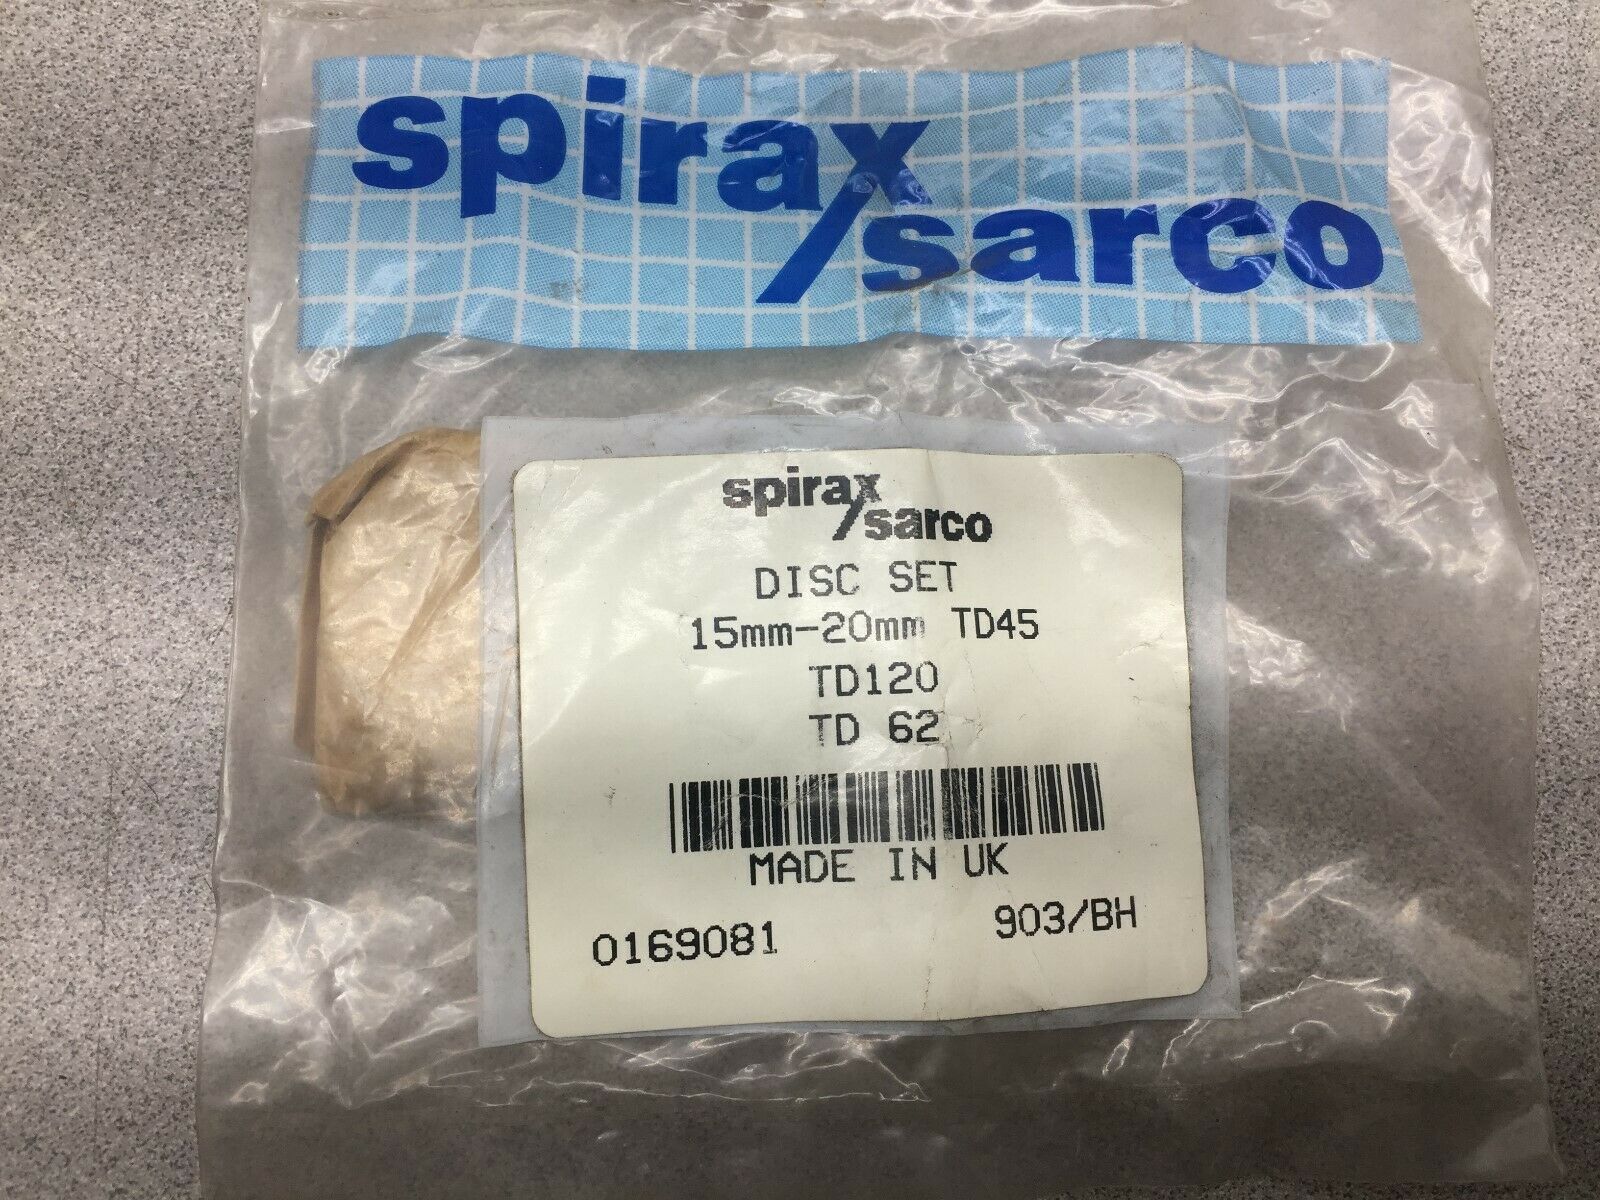 spirax
sarco
spirax
sarco
DISC SET
15mm-20mm TD45
TD120
TD 62
MADE IN UK
0169081 903/BH